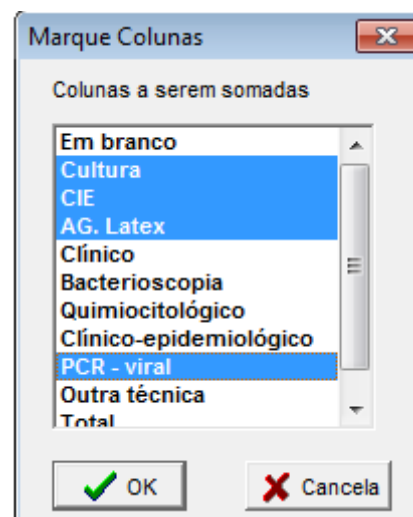 Marque Colunas
Colunas a serem somadas
Em branco
Cultura
CIE
AG. Latex
Clínico
Bacterioscopia
Quimiocitológico
Clínico-epidemiológico
PCR - viral
Outra técnica
Total
OK
Cancela